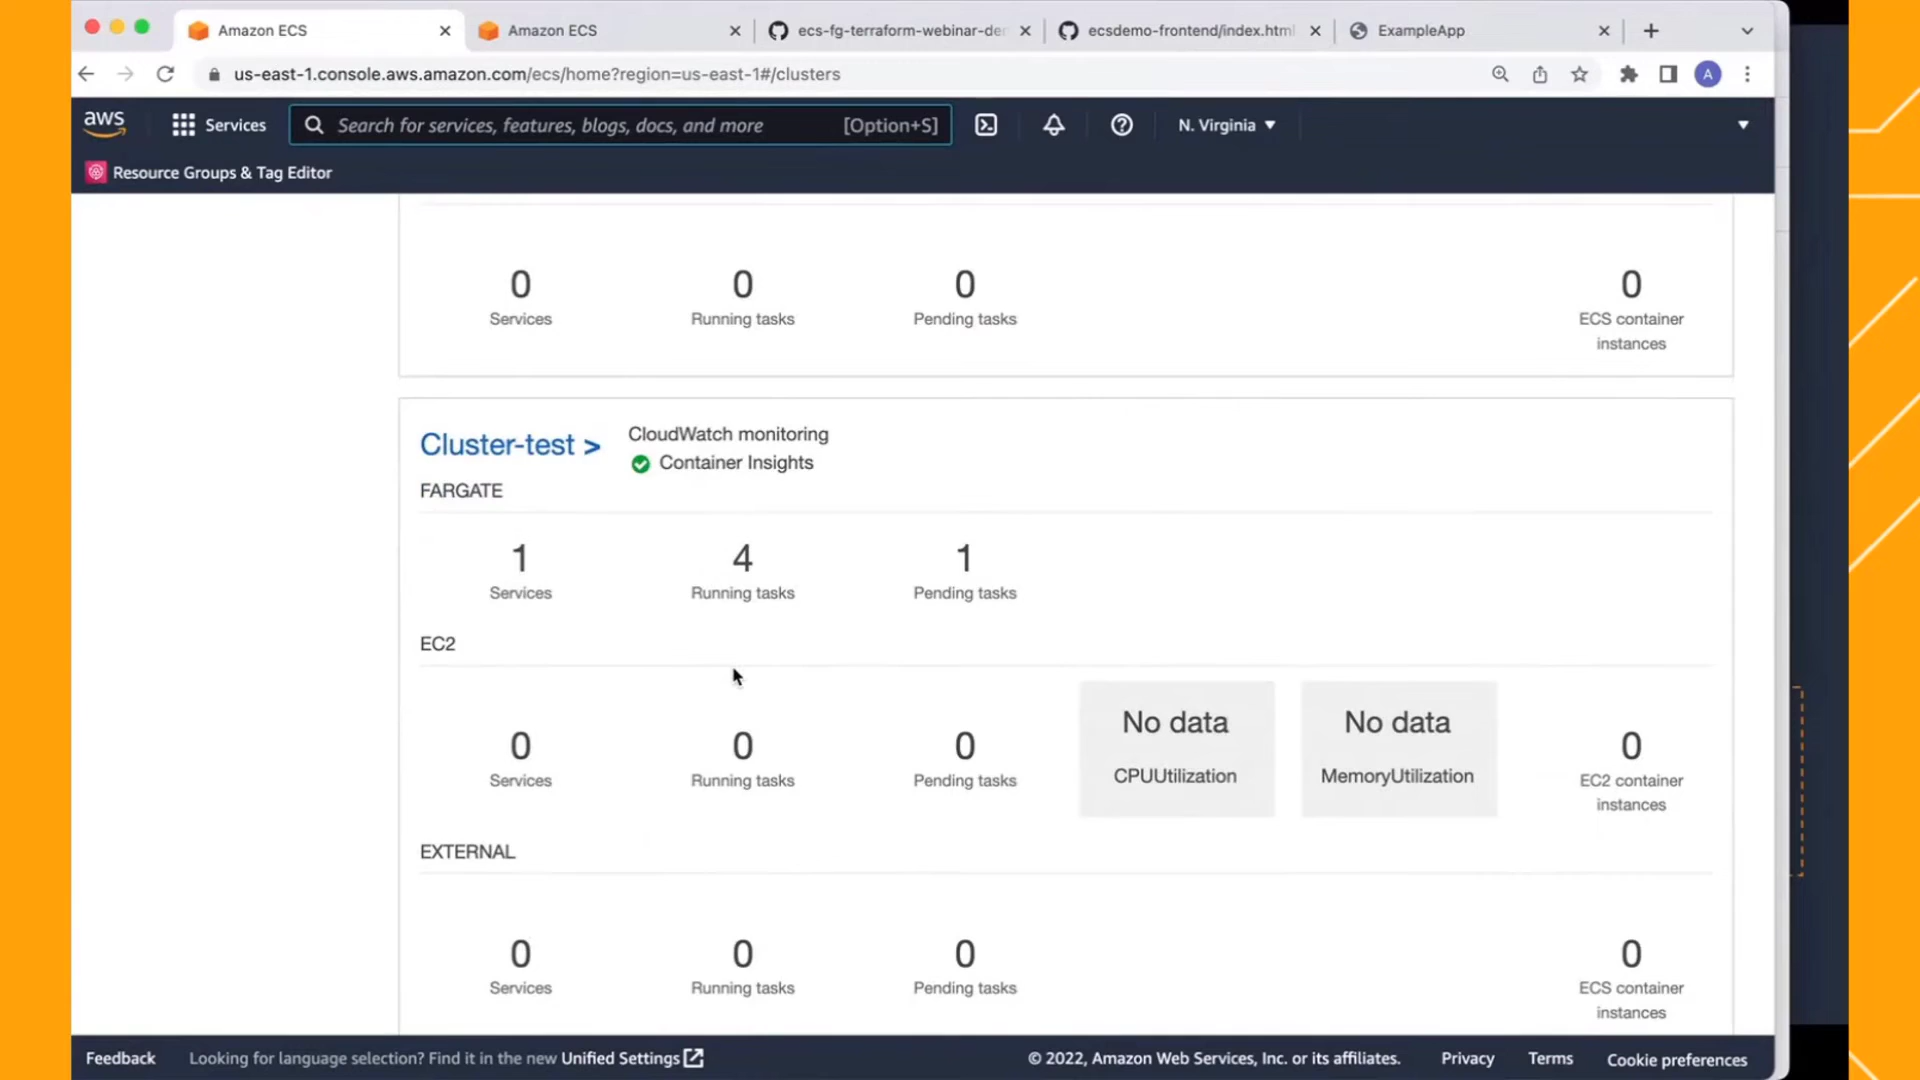 Amazon ECS
Amazon ECS
ecs-fg-terraform-webinar-de
ecsdemo-frontend/index.html
ExampleApp
us-east-1.console.aws.amazon.com/ecs/home?region=us-east-1#/clusters
A
aws
Services
Search for services, features, blogs, docs, and more
[Option+S]
N. Virginia
Resource Groups & Tag Editor
0 0 0 0
Services Running tasks Pending tasks ECS container
instances
Cluster-test >
CloudWatch monitoring
Container Insights
FARGATE
1 4 1
Services Running tasks Pending tasks
EC2
No data No data
0 0 0 0
Services Running tasks Pending tasks CPUUtilization MemoryUtilization EC2 container
instances
EXTERNAL
0 0 0 0
Services Running tasks Pending tasks ECS container
instances
Feedback Looking for language selection? Find it in the new Unified Settings © 2022, Amazon Web Services, Inc. or its affiliates. Privacy Terms Cookie preferences